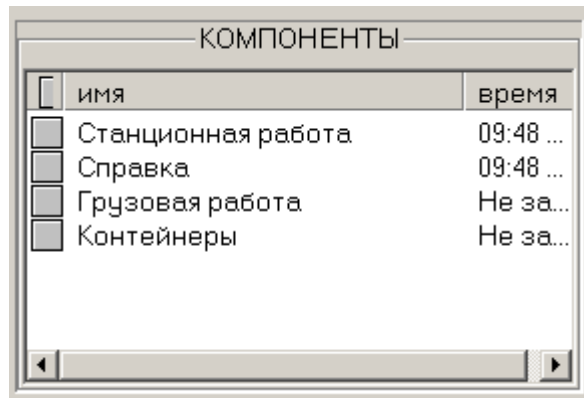 КОМПОНЕНТЫ
имя время
Станционная работа 09:48 ...
Справка 09:48 ...
Грузовая работа Не за...
Контейнеры Не за...